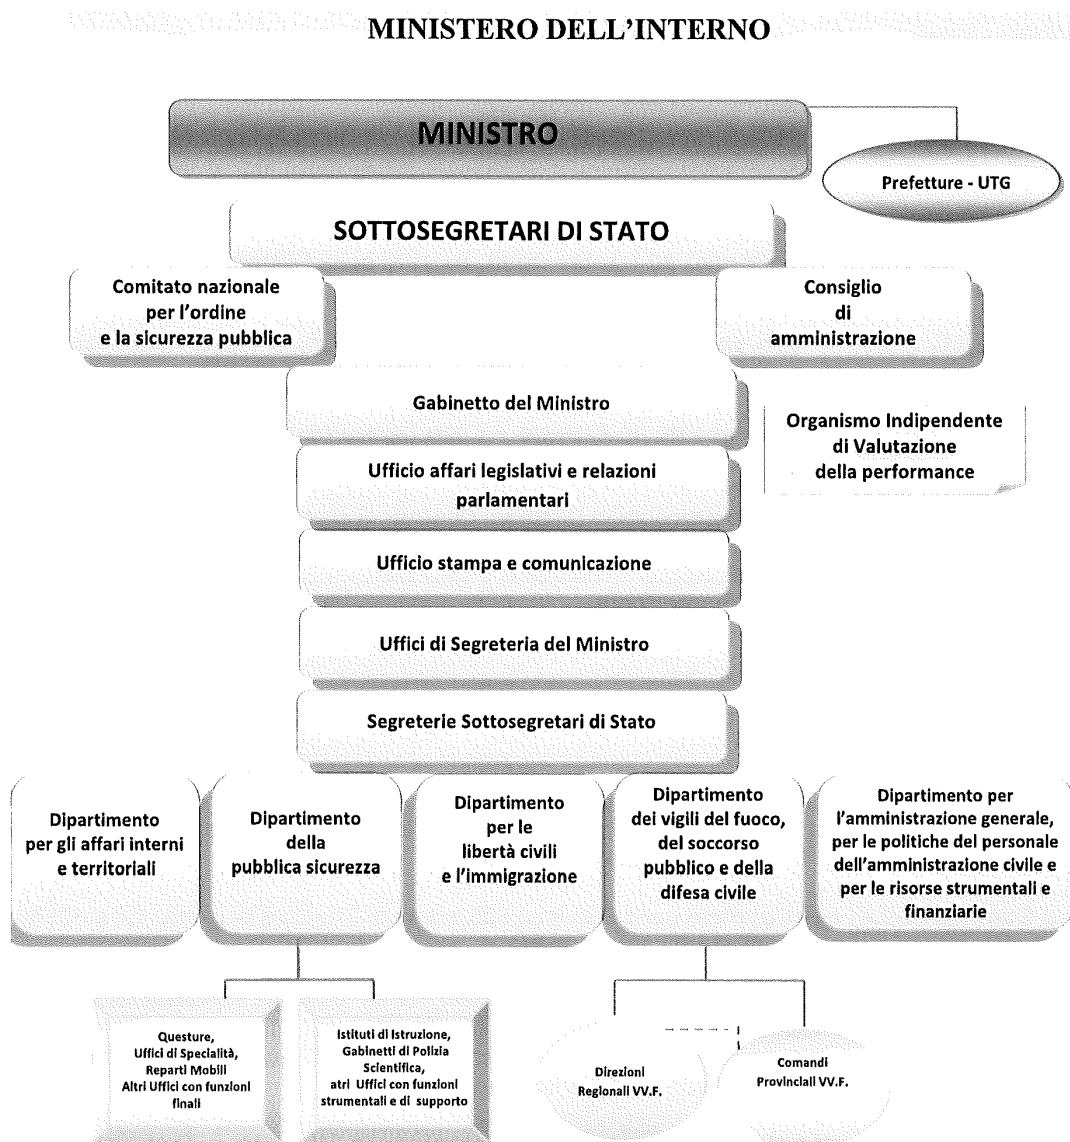 MINISTERO DELL'INTERNO
MINISTRO
Prefetture - UTG
SOTTOSEGRETARI DI STATO
Comitato nazionale
per l'ordine
e la sicurezza pubblica
Consiglio
di
amministrazione
Gabinetto del Ministro
Organismo Indipendente
di Valutazione
della performance
Ufficio affari legislativi e relazioni
parlamentari
Ufficio stampa e comunicazione
Uffici di Segreteria del Ministro
Segreterie Sottosegretari di Stato
Dipartimento
per gli affari interni
e territoriali
Dipartimento
della
pubblica sicurezza
Dipartimento
per le
libertà civili
e l'immigrazione
Dipartimento
dei vigili del fuoco,
del soccorso
pubblico e della
difesa civile
Dipartimento per
l'amministrazione generale,
per le politiche del personale
dell'amministrazione civile e
per le risorse strumentali e
finanziarie
Questure,
Uffici di Specialità,
Reparti Mobili
Altri Uffici con funzioni
finali
Istituti di Istruzione,
Gabinetti di Polizia
Scientifica,
atri Uffici con funzioni
strumentali e di supporto
Direzioni
Regionali VV.F.
Comandi
Provinciali VV.F.